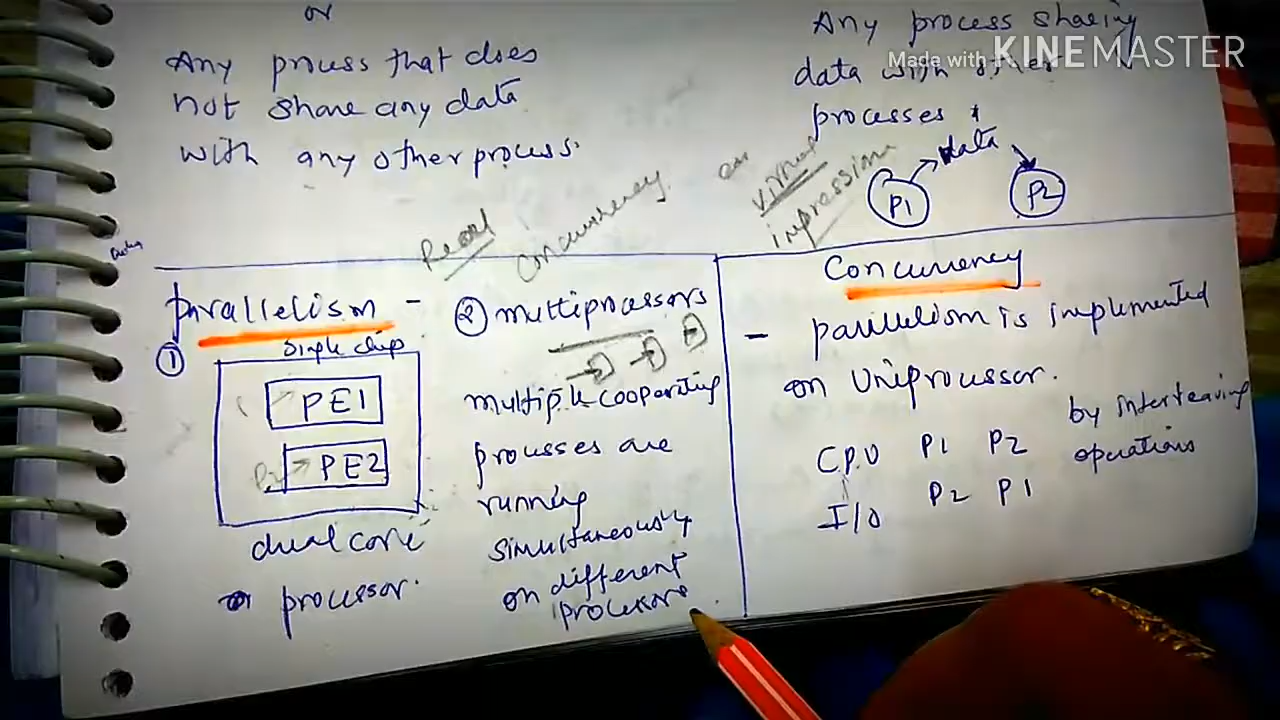 or
Any process that does
not share any data
with any other process.
Any process sharing
data with other
processes
data
P1
P2
Made with KINEMASTER
Real
concurrency
or
virtual
impression
parallelism -
①
single chip
PE1
PE2
dual core
processor.
② multiprocessors
multiple cooperating
prousses are
running
simultaneously
on different
processors
Concurrency
- parallelism is implemented
on Uniprocessor.
by interleaving
operations
CPU P1 P2
I/O P2 P1